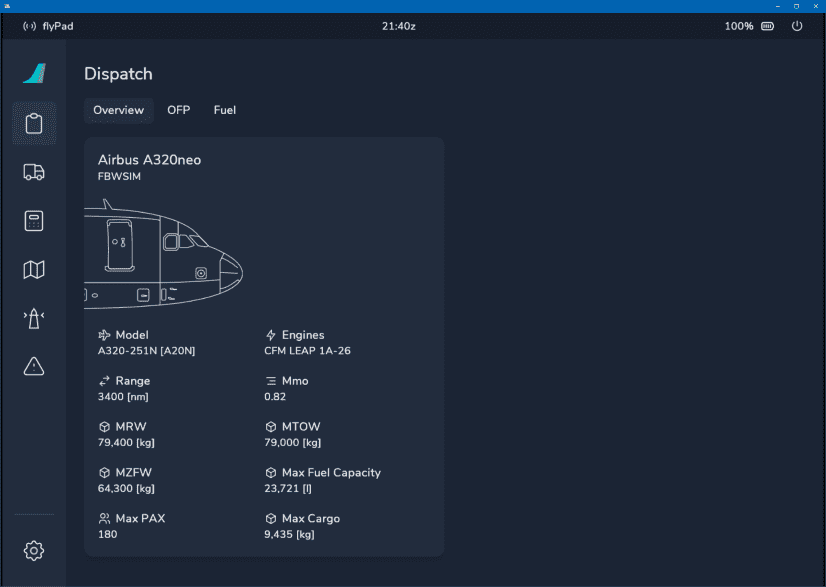 flyPad
21:40z
100%
Dispatch
Overview OFP Fuel
Airbus A320neo
FBWSIM
Model Engines
A320-251N [A20N] CFM LEAP 1A-26
Range Mmo
3400 [nm] 0.82
MRW MTOW
79,400 [kg] 79,000 [kg]
MZFW Max Fuel Capacity
64,300 [kg] 23,721 [l]
Max PAX Max Cargo
180 9,435 [kg]